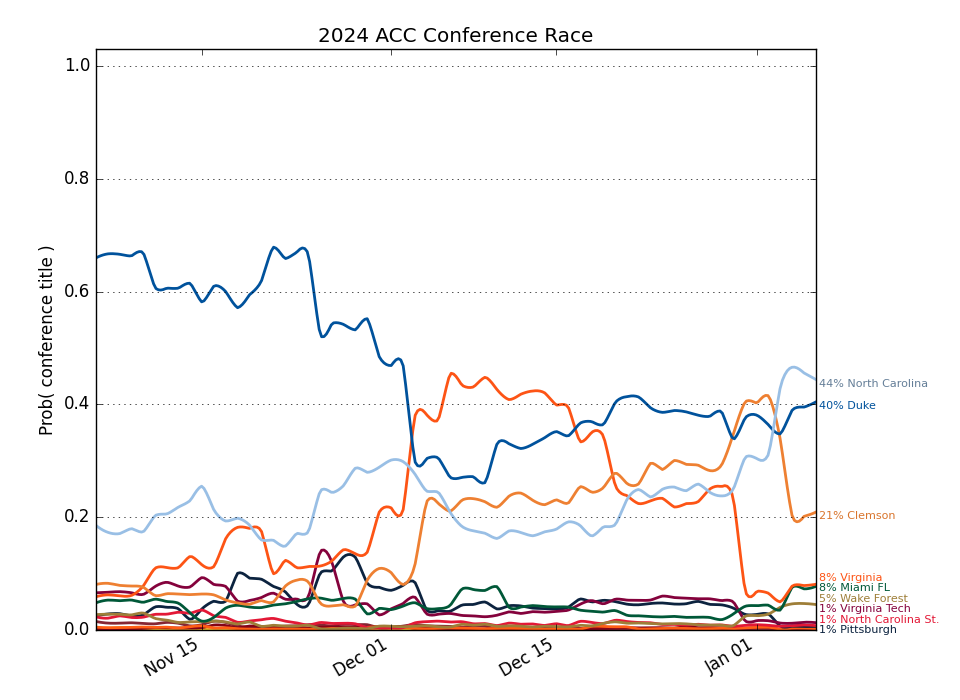 2024 ACC Conference Race
Prob( conference title )
1.0
0.8
0.6
0.4
0.2
0.0
Nov 15
Dec 01
Dec 15
Jan 01
44% North Carolina
40% Duke
21% Clemson
8% Virginia
8% Miami FL
5% Wake Forest
1% Virginia Tech
1% North Carolina St.
1% Pittsburgh